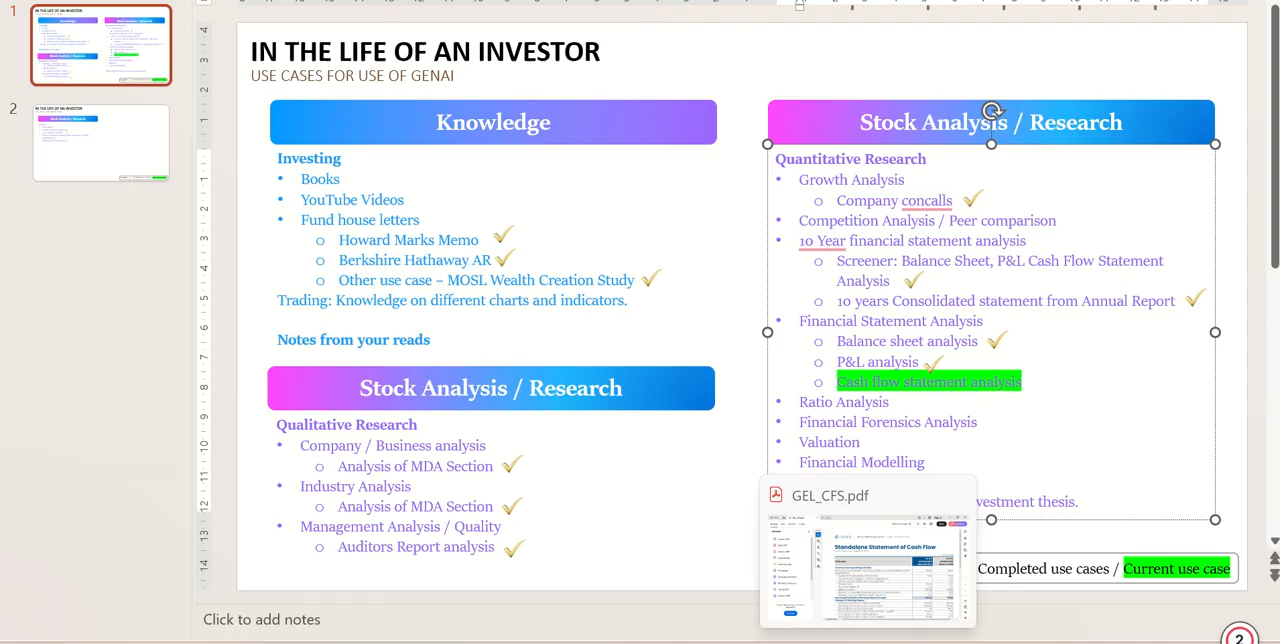 1
2
IN THE LIFE OF AN INVESTOR
USE CASES FOR USE OF GENAI
Knowledge
Investing
• Books
• YouTube Videos
• Fund house letters
o Howard Marks Memo
o Berkshire Hathaway AR
o Other use case – MOSL Wealth Creation Study
Trading: Knowledge on different charts and indicators.
Notes from your reads
Stock Analysis / Research
Qualitative Research
• Company / Business analysis
o Analysis of MDA Section
• Industry Analysis
o Analysis of MDA Section
• Management Analysis / Quality
o Auditors Report analysis
Stock Analysis / Research
Quantitative Research
• Growth Analysis
o Company concalls
• Competition Analysis / Peer comparison
• 10 Year financial statement analysis
o Screener: Balance Sheet, P&L Cash Flow Statement
Analysis
o 10 years Consolidated statement from Annual Report
• Financial Statement Analysis
o Balance sheet analysis
o P&L analysis
o Cash flow statement analysis
• Ratio Analysis
• Financial Forensics Analysis
• Valuation
• Financial Modelling
vestment thesis.
GEL_CFS.pdf
Standalone Statement of Cash Flow
Completed use cases / Current use case
Click to add notes
2